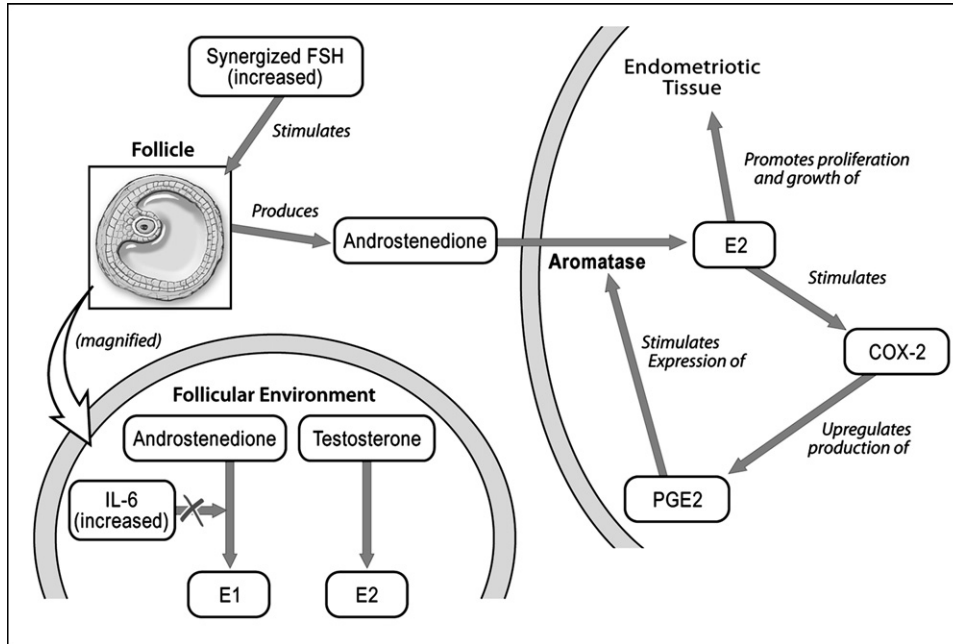 Synergized FSH
(increased)
Stimulates
Follicle
Produces
Androstenedione
(magnified)
Endometriotic
Tissue
Promotes proliferation
and growth of
E2
Aromatase
Stimulates
COX-2
Stimulates
Expression of
Upregulates
production of
PGE2
Follicular Environment
Androstenedione
Testosterone
IL-6
(increased)
E1
E2